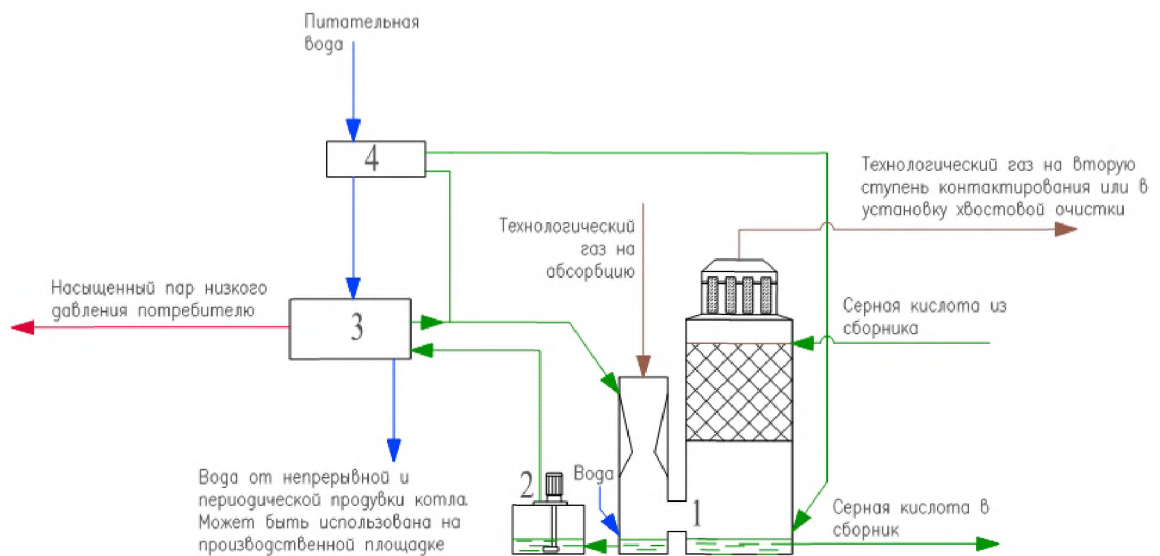 Питательная
вода
4
Технологический газ на вторую
ступень контактирования или в
установку хвостовой очистки
Технологический
газ на
абсорбцию
Насыщенный пар низкого
давления потребителю
3
Серная кислота из
сборника
Вода от непрерывной и
периодической продувки котла.
Может быть использована на
производственной площадке
2
Вода
1
Серная кислота в
сборник